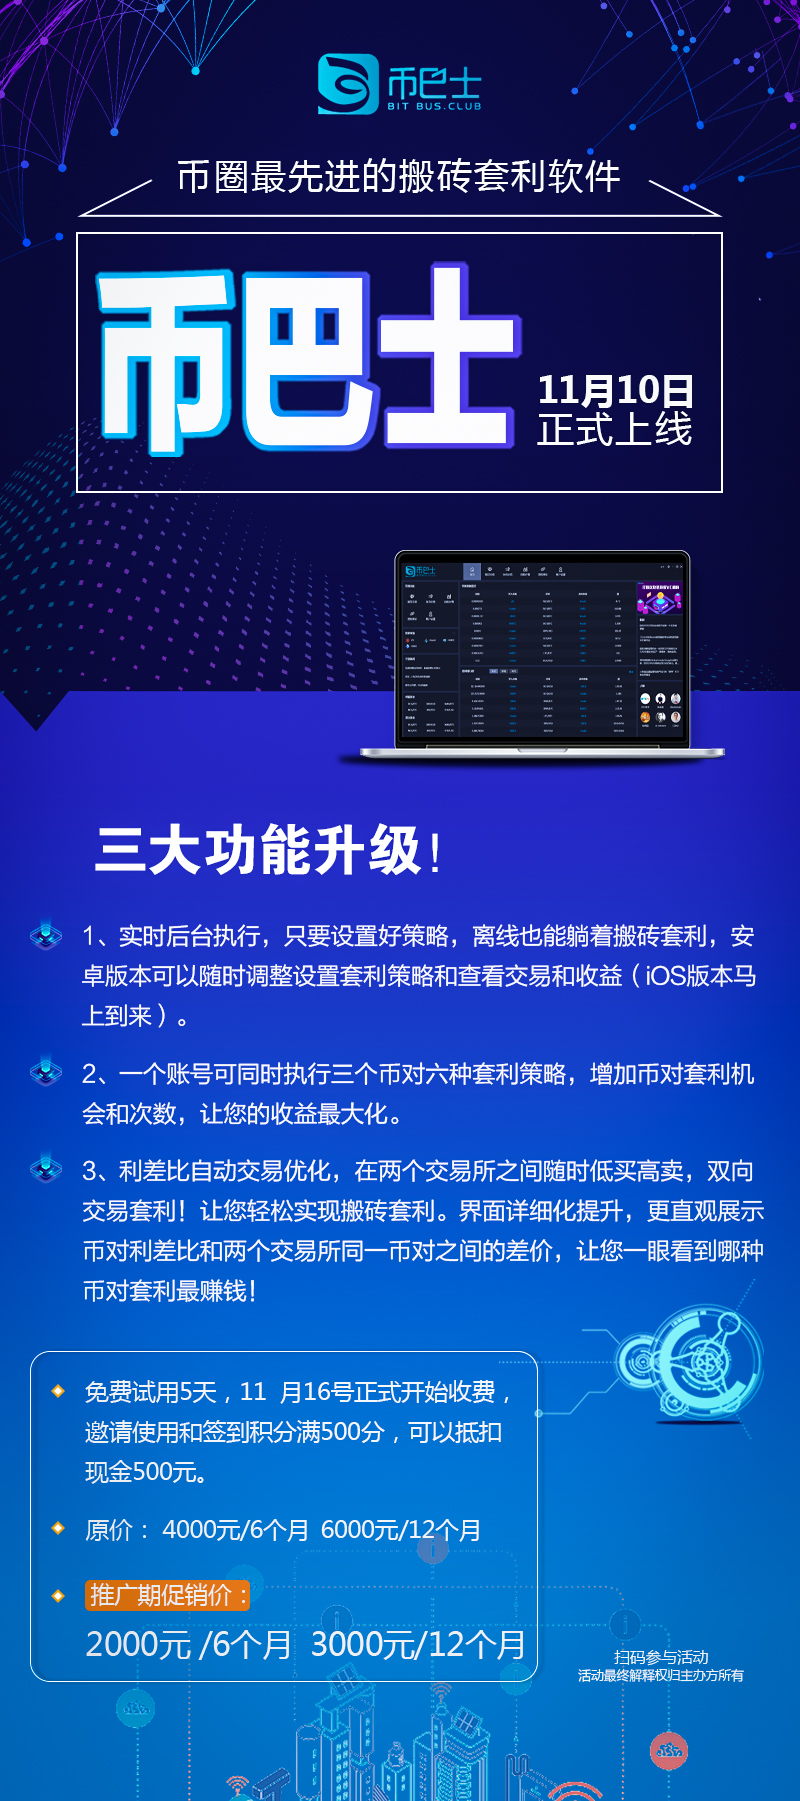 币巴士
BIT BUS.CLUB
币圈最先进的搬砖套利软件
币巴士
11月10日
正式上线
三大功能升级！
1、实时后台执行，只要设置好策略，离线也能躺着搬砖套利，安
卓版本可以随时调整设置套利策略和查看交易和收益（iOS版本马
上到来）。
2、一个账号可同时执行三个币对六种套利策略，增加币对套利机
会和次数，让您的收益最大化。
3、利差比自动交易优化，在两个交易所之间随时低买高卖，双向
交易套利！让您轻松实现搬砖套利。界面详细化提升，更直观展示
币对利差比和两个交易所同一币对之间的差价，让您一眼看到哪种
币对套利最赚钱！
免费试用5天，11 月16号正式开始收费，
邀请使用和签到积分满500分，可以抵扣
现金500元。
原价： 4000元/6个月 6000元/12个月
推广期促销价：
2000元 /6个月 3000元/12个月
扫码参与活动
活动最终解释权归主办方所有